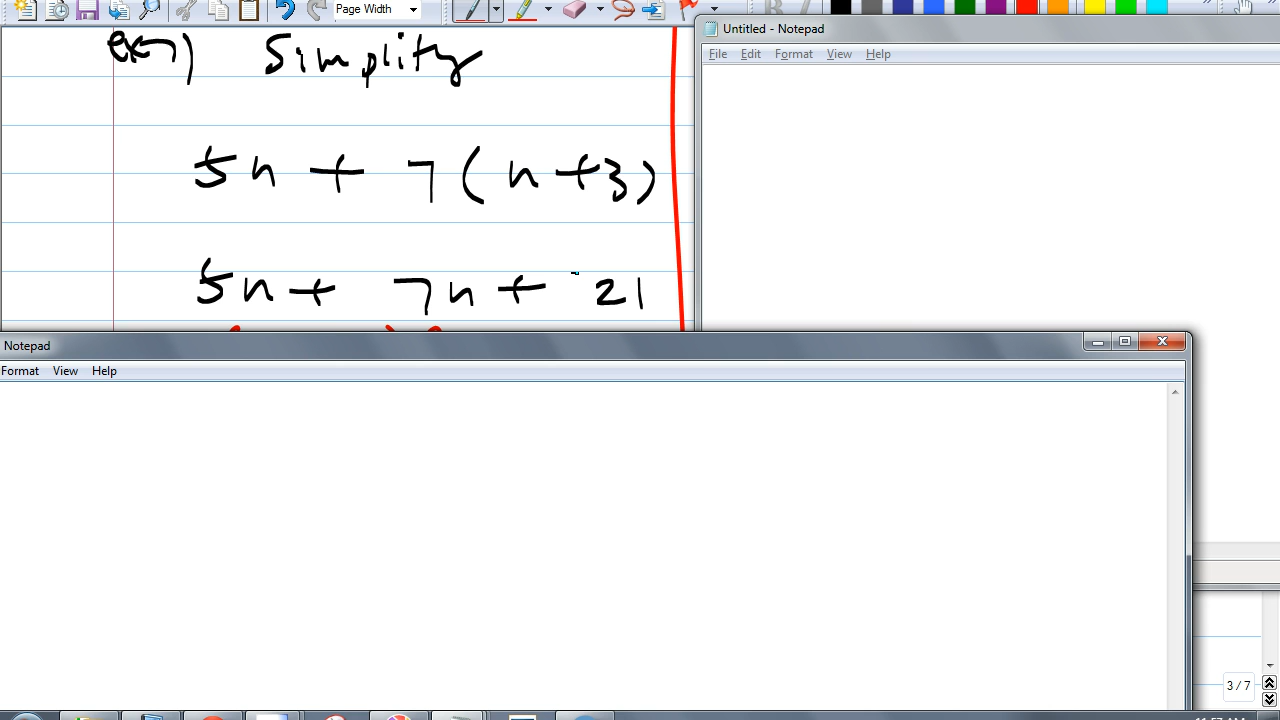 Page Width
ex7) Simplify
5n + 7(n+3)
5n + 7n + 21
Untitled - Notepad
File Edit Format View Help
Notepad
Format View Help
3 / 7